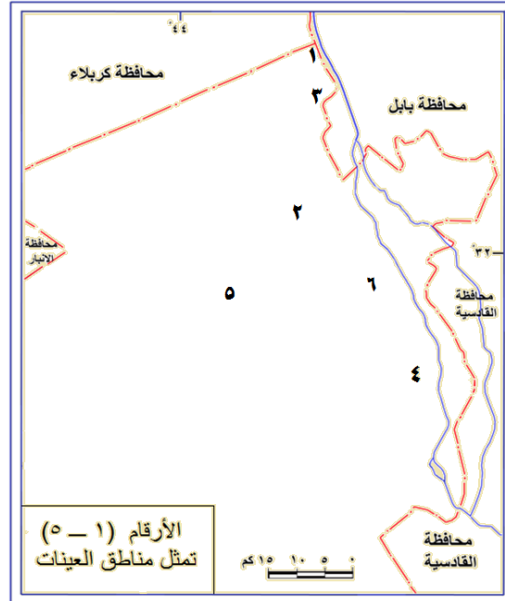 ٤٤°
١
محافظة كربلاء
٣
محافظة بابل
٢
محافظة
الانبار
٣٢°
٥
٦
محافظة
القادسية
٤
الأرقام (١ – ٥)
تمثل مناطق العينات
محافظة
القادسية
١٥ كم ١٠ ٥ ٠